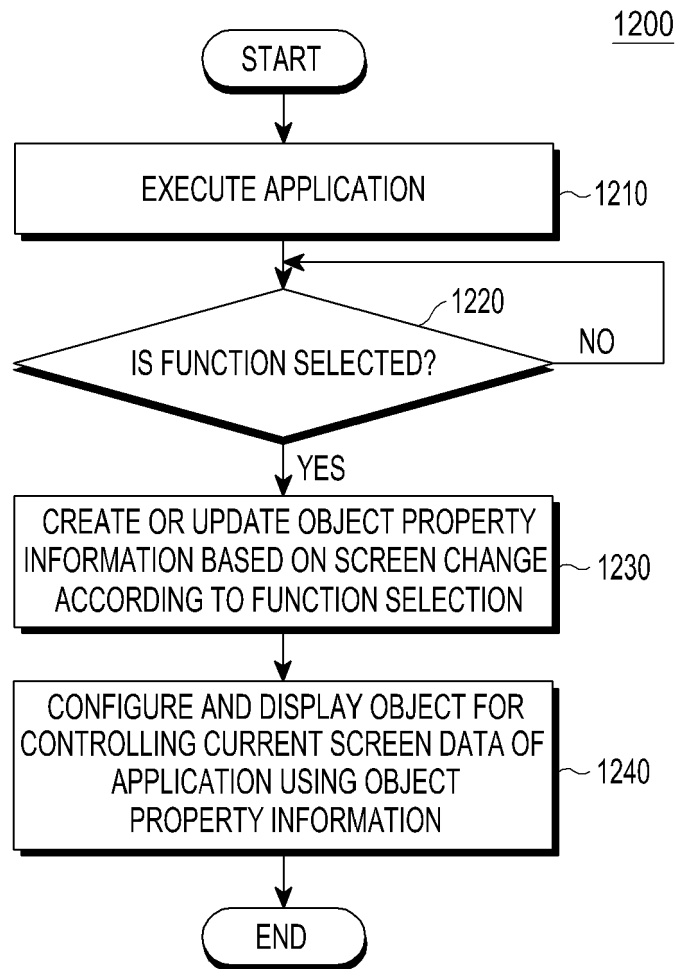 1200
START
EXECUTE APPLICATION
1210
1220
IS FUNCTION SELECTED?
NO
YES
CREATE OR UPDATE OBJECT PROPERTY
INFORMATION BASED ON SCREEN CHANGE
ACCORDING TO FUNCTION SELECTION
1230
CONFIGURE AND DISPLAY OBJECT FOR
CONTROLLING CURRENT SCREEN DATA OF
APPLICATION USING OBJECT
PROPERTY INFORMATION
1240
END